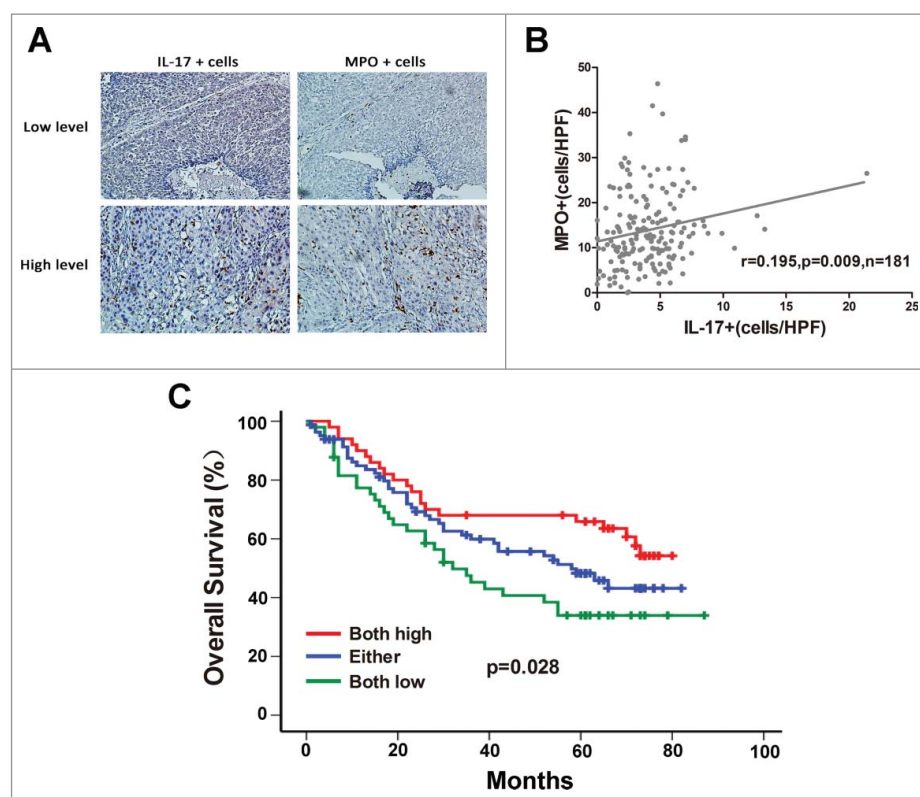 A
IL-17 + cells
MPO + cells
Low level
High level
B
MPO+(cells/HPF)
50
40
30
20
10
0
r=0.195,p=0.009,n=181
0
5
10
15
20
25
IL-17+(cells/HPF)
C
Overall Survival (%)
100
80
60
40
20
0
Both high
Either
Both low
p=0.028
0
20
40
60
80
100
Months